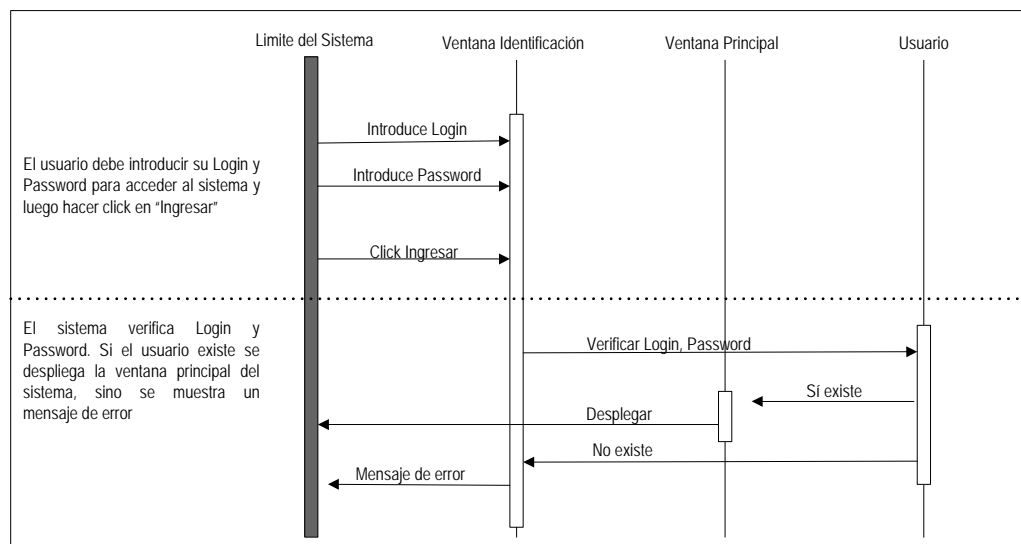 Limite del Sistema
Ventana Identificación
Ventana Principal
Usuario
Introduce Login
El usuario debe introducir su Login y
Password para acceder al sistema y
luego hacer click en “Ingresar”
Introduce Password
Click Ingresar
El sistema verifica Login y
Password. Si el usuario existe se
despliega la ventana principal del
sistema, sino se muestra un
mensaje de error
Verificar Login, Password
Sí existe
Desplegar
No existe
Mensaje de error